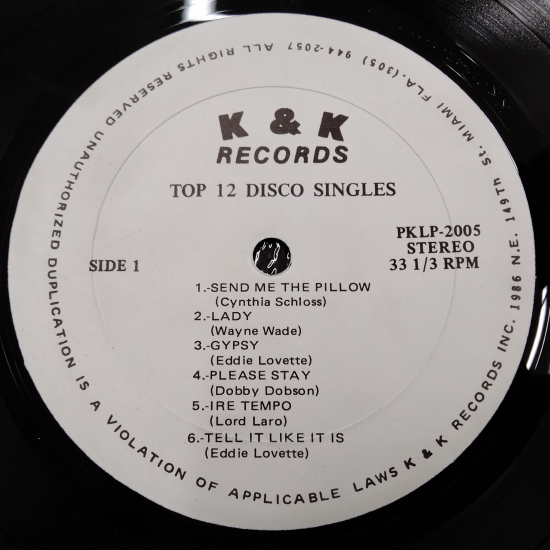 K & K
RECORDS
TOP 12 DISCO SINGLES
SIDE 1
PKLP-2005
STEREO
33 1/3 RPM
1.-SEND ME THE PILLOW
(Cynthia Schloss)
2.-LADY
(Wayne Wade)
3.-GYPSY
(Eddie Lovette)
4.-PLEASE STAY
(Dobby Dobson)
5.-IRE TEMPO
(Lord Laro)
6.-TELL IT LIKE IT IS
(Eddie Lovette)
K & K RECORDS INC. 1986 N.E. 149TH ST. MIAMI FLA. (305) 944-2057 ALL RIGHTS RESERVED UNAUTHORIZED DUPLICATION IS A VIOLATION OF APPLICABLE LAWS